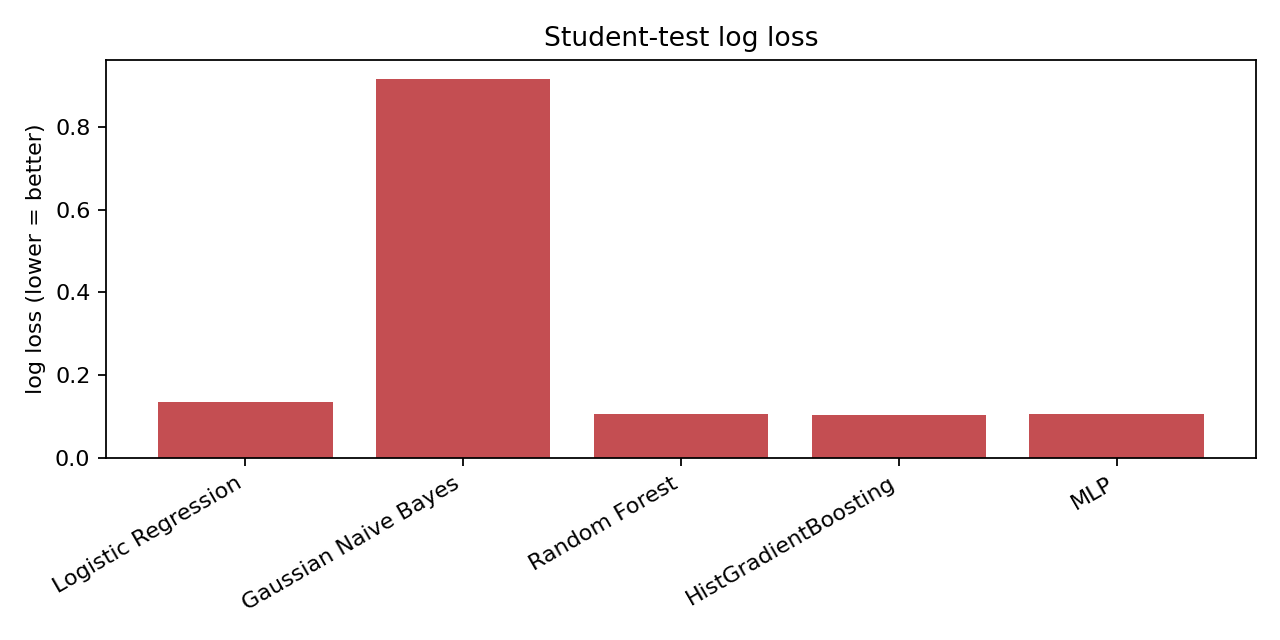 Student-test log loss
log loss (lower = better)
0.8
0.6
0.4
0.2
0.0
Logistic Regression
Gaussian Naive Bayes
Random Forest
HistGradientBoosting
MLP